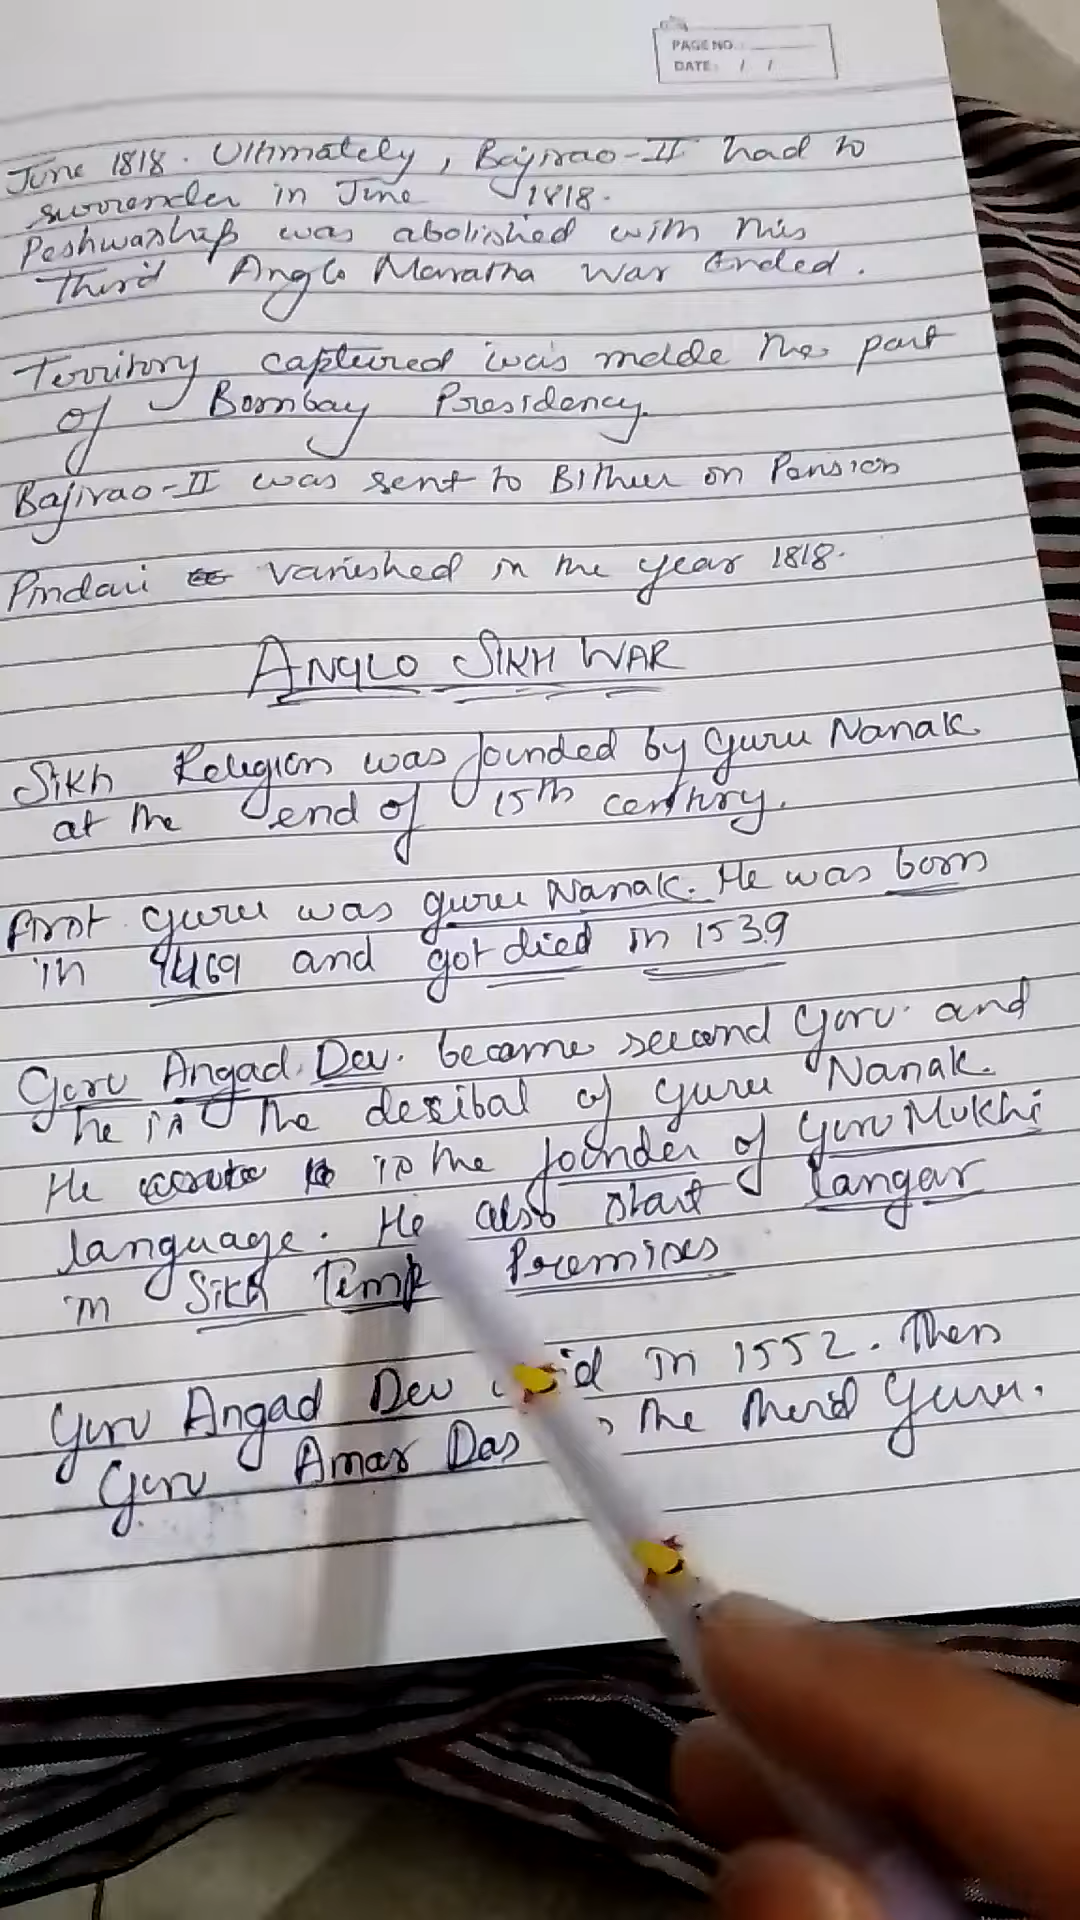 PAGE NO.
DATE: / /
June 1818. Ultimately, Bajirao-II had to
surrender in June 1818.
Peshwaship was abolished with this
Third Anglo Maratha War Ended.
Territory captured was made the part
of Bombay Presidency.
Bajirao-II was sent to Bithur on Pension
Pindari vanished in the year 1818.
ANGLO SIKH WAR
Sikh Religion was founded by Guru Nanak
at the end of 15th century.
First Guru was guru Nanak. He was born
in 1469 and got died in 1539
Guru Angad Dev. became second Guru and
he is the desibal of guru Nanak.
He is the founder of Guru Mukhi
language. He also start langar
in Sikh Temp Premises
Guru Angad Dev in 1552. Then
Guru Amar Das the therd Guru.